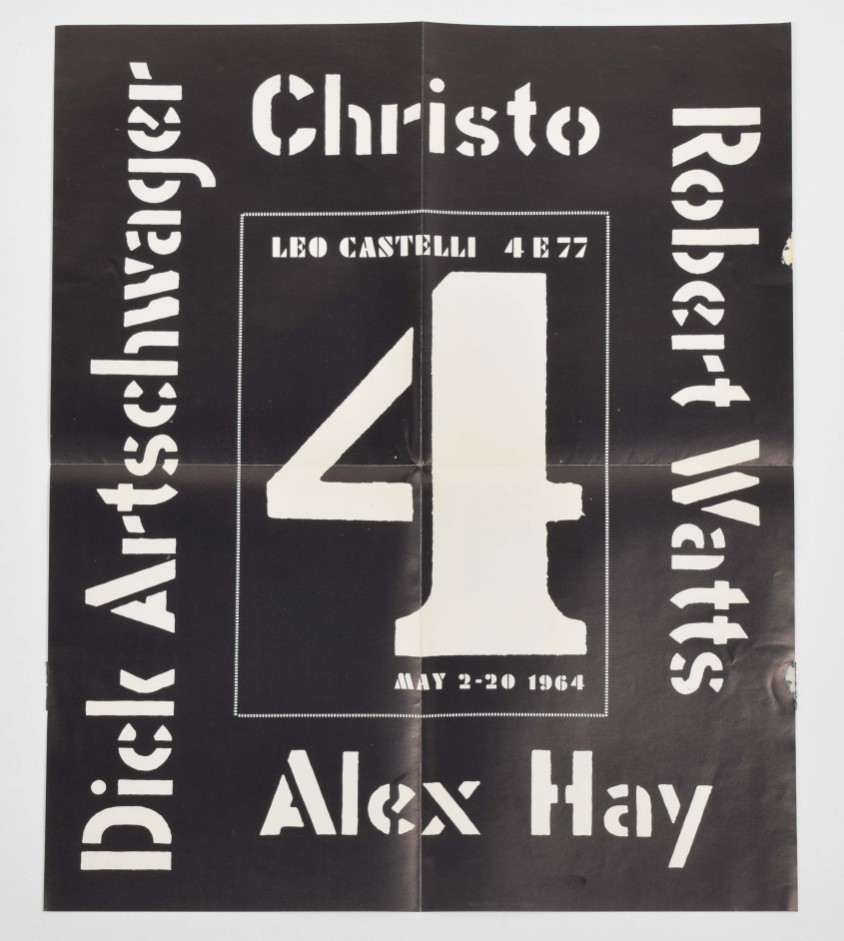 Christo
Dick Artschwager
LEO CASTELLI 4 E 77
4
MAY 2-20 1964
Robert Watts
Alex Hay